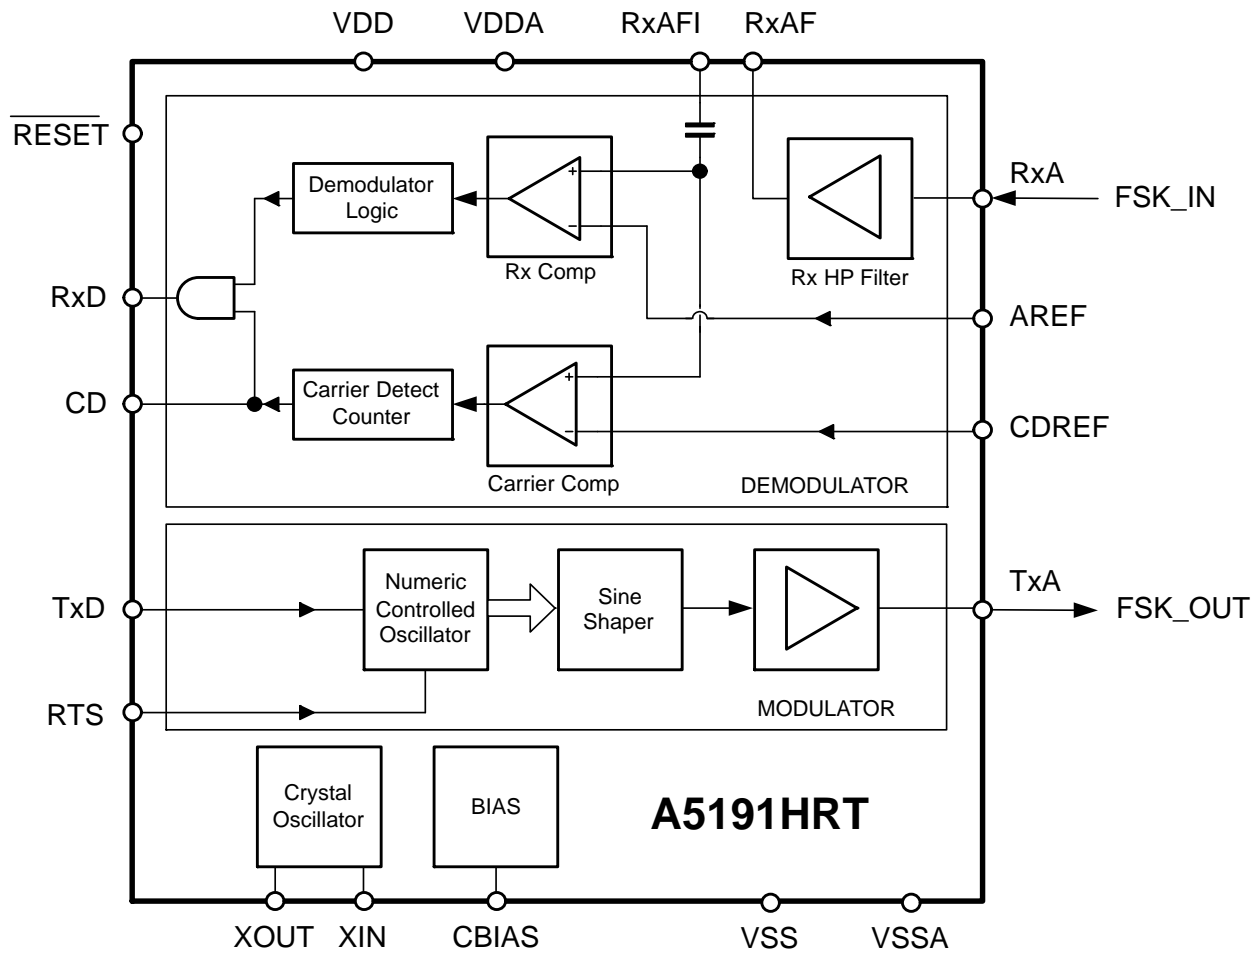 VDD VDDA RxAFI RxAF
RESET
RxA
FSK_IN
Demodulator
Logic
+
−
Rx Comp
Rx HP Filter
RxD
AREF
CD
Carrier Detect
Counter
+
−
Carrier Comp
CDREF
DEMODULATOR
TxD
Numeric
Controlled
Oscillator
Sine
Shaper
TxA
FSK_OUT
RTS
MODULATOR
Crystal
Oscillator
BIAS
A5191HRT
XOUT XIN CBIAS VSS VSSA